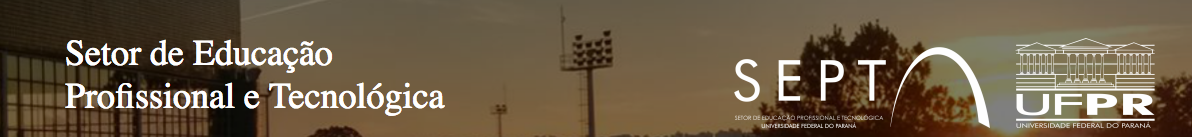 Setor de Educação
Profissional e Tecnológica
SEPT
SETOR DE EDUCAÇÃO PROFISSIONAL E TECNOLÓGICA
UNIVERSIDADE FEDERAL DO PARANÁ
UFPR
UNIVERSIDADE FEDERAL DO PARANÁ